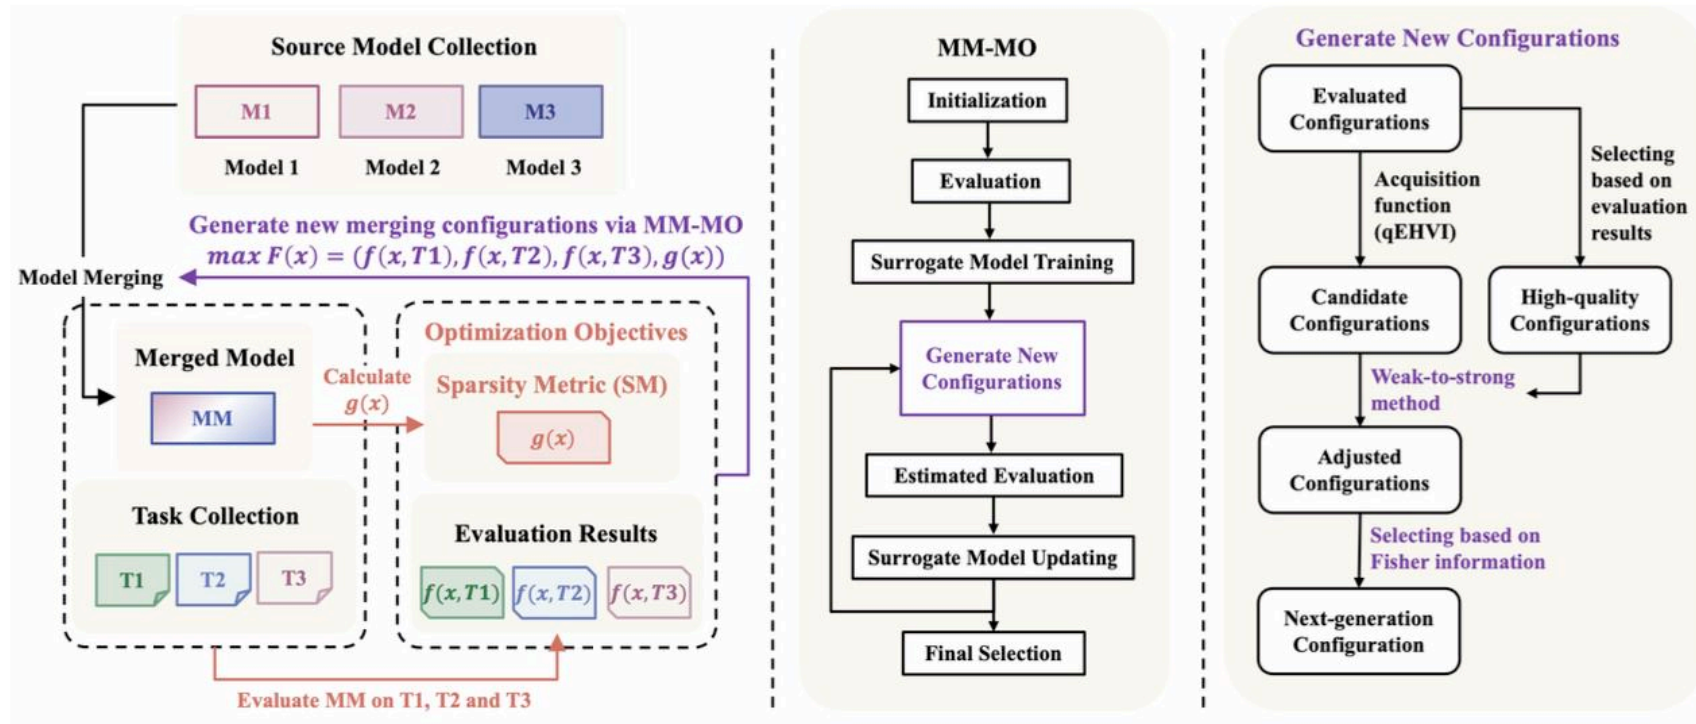 Source Model Collection
M1
M2
M3
Model 1
Model 2
Model 3
Generate new merging configurations via MM-MO
max F(x) = (f(x,T1), f(x,T2), f(x,T3), g(x))
Model Merging
Merged Model
MM
Calculate
g(x)
Optimization Objectives
Sparsity Metric (SM)
g(x)
Task Collection
T1
T2
T3
Evaluation Results
f(x,T1)
f(x,T2)
f(x,T3)
Evaluate MM on T1, T2 and T3
MM-MO
Initialization
Evaluation
Surrogate Model Training
Generate New
Configurations
Estimated Evaluation
Surrogate Model Updating
Final Selection
Generate New Configurations
Evaluated
Configurations
Acquisition
function
(qEHVI)
Selecting
based on
evaluation
results
Candidate
Configurations
High-quality
Configurations
Weak-to-strong
method
Adjusted
Configurations
Selecting based on
Fisher information
Next-generation
Configuration